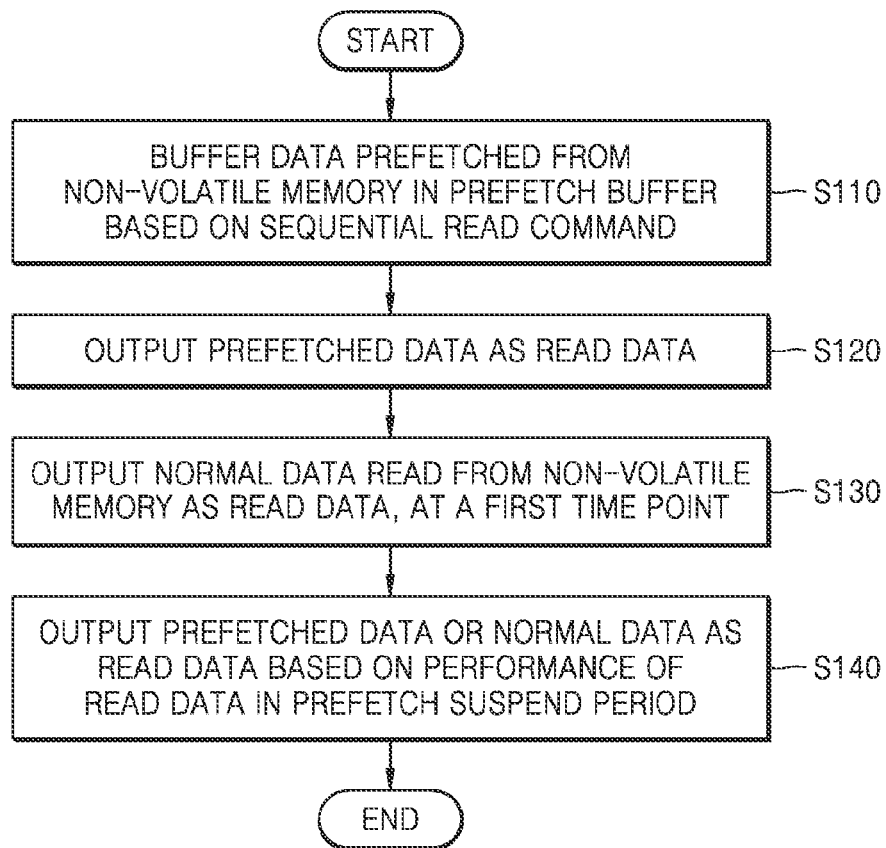 START
BUFFER DATA PREFETCHED FROM
NON-VOLATILE MEMORY IN PREFETCH BUFFER
BASED ON SEQUENTIAL READ COMMAND
S110
OUTPUT PREFETCHED DATA AS READ DATA
S120
OUTPUT NORMAL DATA READ FROM NON-VOLATILE
MEMORY AS READ DATA, AT A FIRST TIME POINT
S130
OUTPUT PREFETCHED DATA OR NORMAL DATA AS
READ DATA BASED ON PERFORMANCE OF
READ DATA IN PREFETCH SUSPEND PERIOD
S140
END